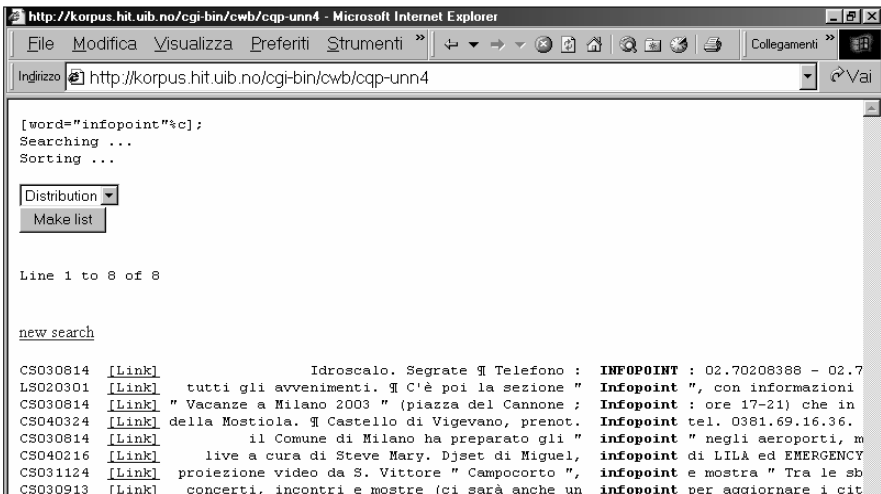 http://korpus.hit.uib.no/cgi-bin/cwb/cqp-unn4 - Microsoft Internet Explorer
File Modifica Visualizza Preferiti Strumenti » Collegamenti »
Indirizzo http://korpus.hit.uib.no/cgi-bin/cwb/cqp-unn4 Vai
[word="infopoint"%c];
Searching ...
Sorting ...
Distribution
Make list
Line 1 to 8 of 8
new search
CS030814 [Link] Idroscalo. Segrate ¶ Telefono : INFOPOINT : 02.70208388 - 02.7
LS020301 [Link] tutti gli avvenimenti. ¶ C'è poi la sezione " Infopoint ", con informazioni
CS030814 [Link] " Vacanze a Milano 2003 " (piazza del Cannone ; Infopoint : ore 17-21) che in
CS040324 [Link] della Mostiola. ¶ Castello di Vigevano, prenot. Infopoint tel. 0381.69.16.36.
CS030814 [Link] il Comune di Milano ha preparato gli " Infopoint " negli aeroporti, m
CS040216 [Link] live a cura di Steve Mary. Djset di Miguel, infopoint di LILA ed EMERGENCY
CS031124 [Link] proiezione video da S. Vittore " Campocorto ", infopoint e mostra " Tra le sb
CS030913 [Link] concerti, incontri e mostre (ci sarà anche un infopoint per aggiornare i cit